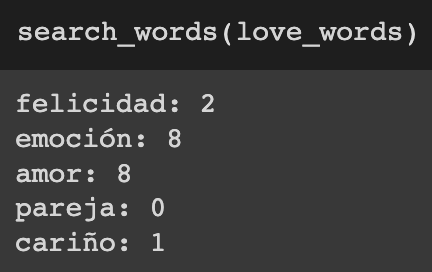 search_words(love_words)
felicidad: 2
emoción: 8
amor: 8
pareja: 0
cariño: 1